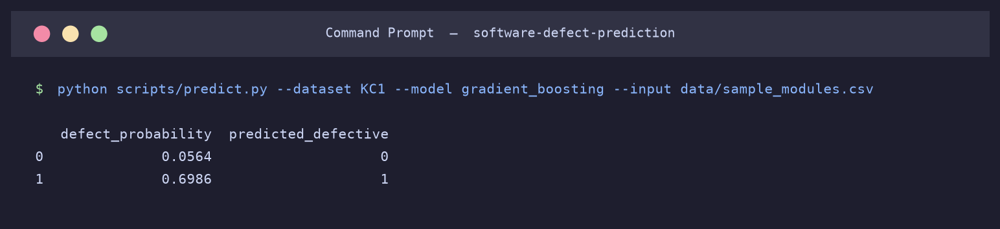 Command Prompt — software-defect-prediction
$ python scripts/predict.py --dataset KC1 --model gradient_boosting --input data/sample_modules.csv
defect_probability predicted_defective
0 0.0564 0
1 0.6986 1